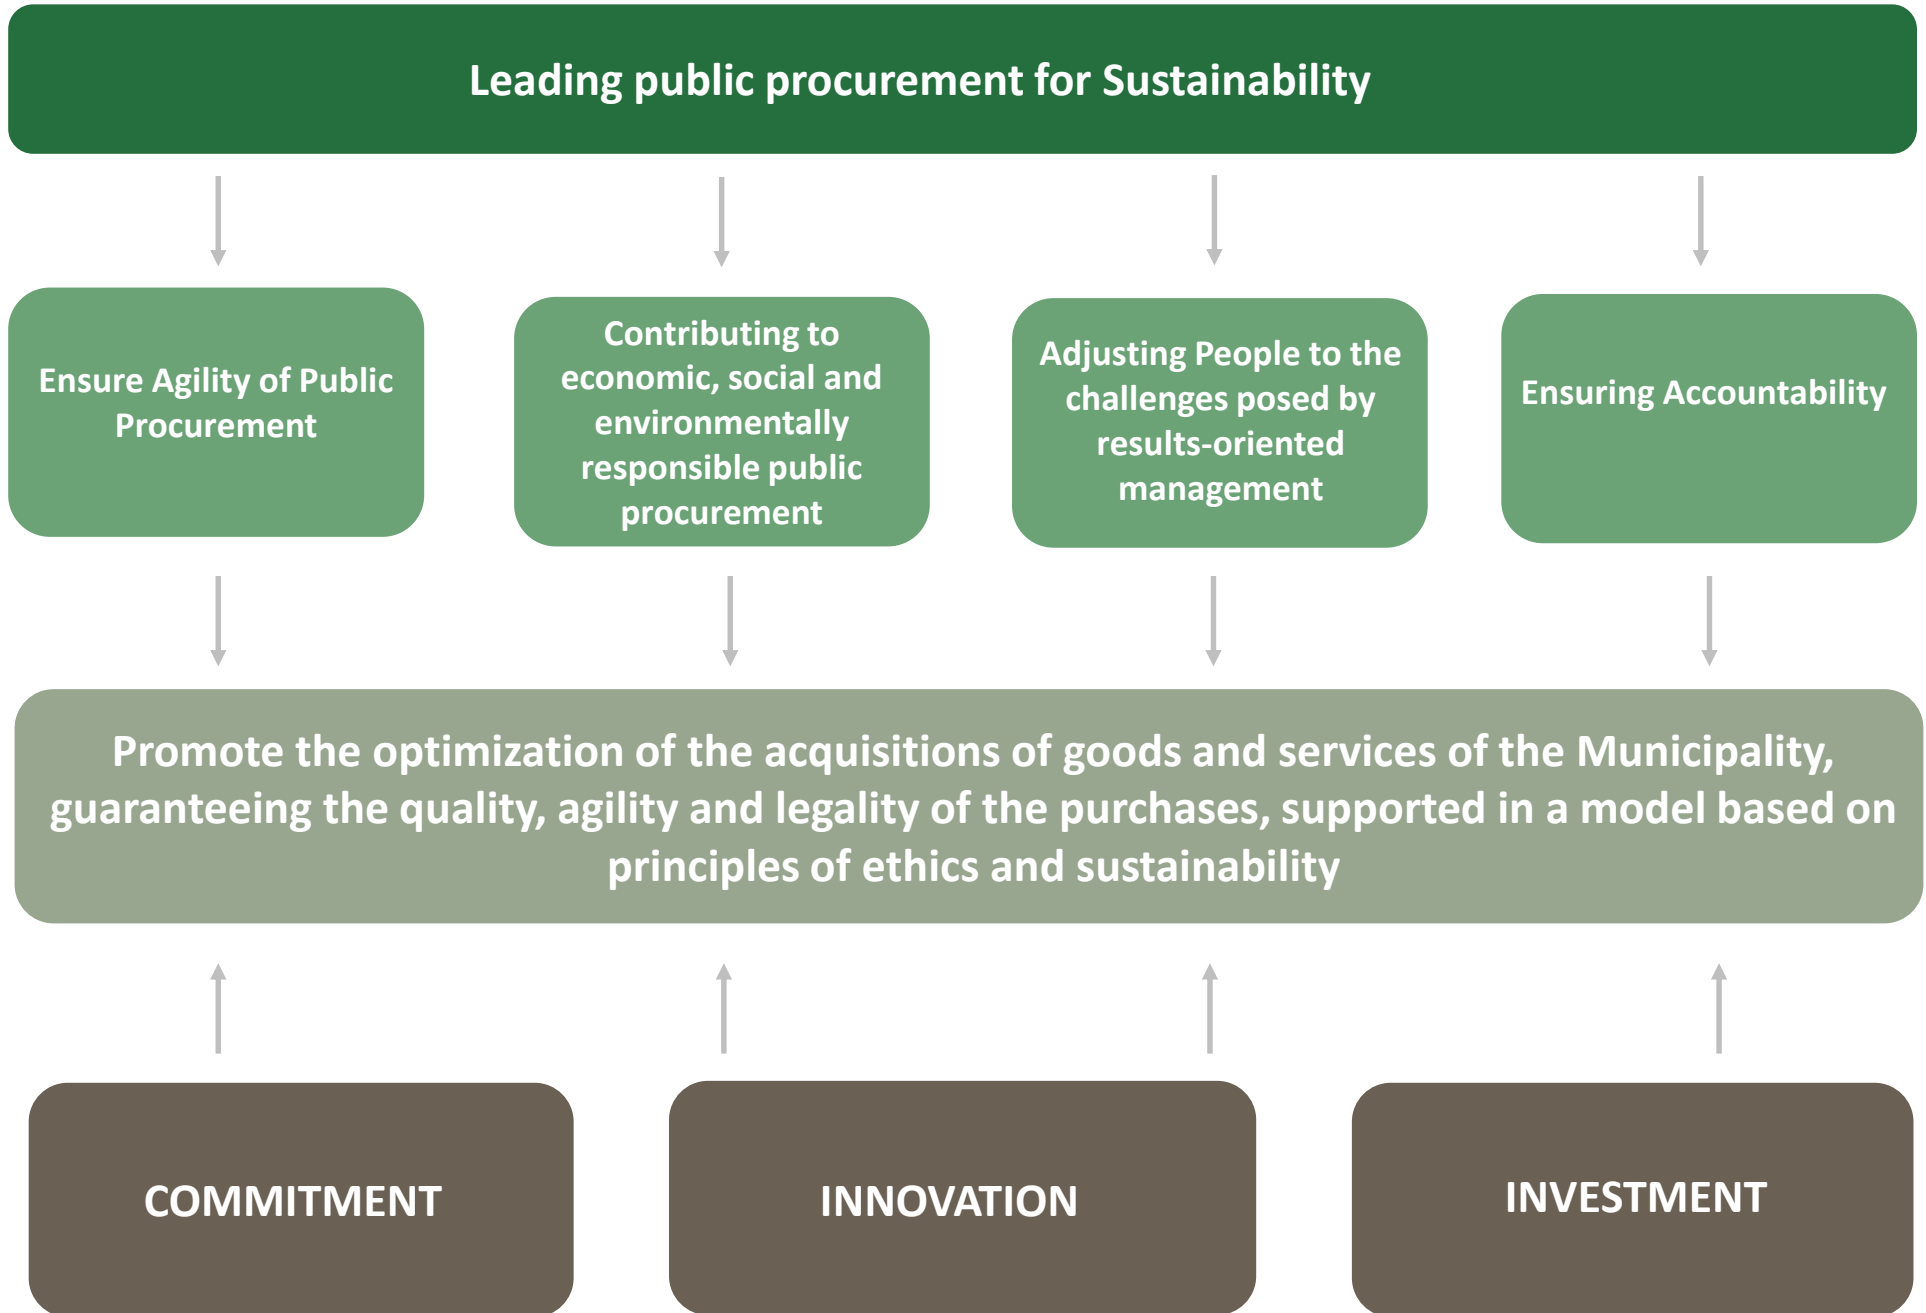 Leading public procurement for Sustainability
Ensure Agility of Public
Procurement
Contributing to
economic, social and
environmentally
responsible public
procurement
Adjusting People to the
challenges posed by
results-oriented
management
Ensuring Accountability
Promote the optimization of the acquisitions of goods and services of the Municipality,
guaranteeing the quality, agility and legality of the purchases, supported in a model based on
principles of ethics and sustainability
COMMITMENT
INNOVATION
INVESTMENT